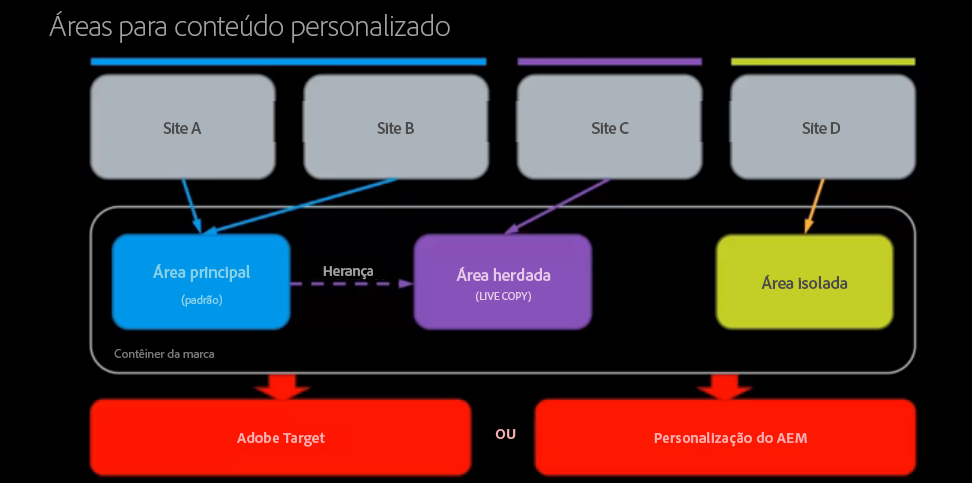 Áreas para conteúdo personalizado
Site A
Site B
Site C
Site D
Área principal
(padrão)
Herança
Área herdada
(LIVE COPY)
Área isolada
Contêiner da marca
Adobe Target
OU
Personalização do AEM